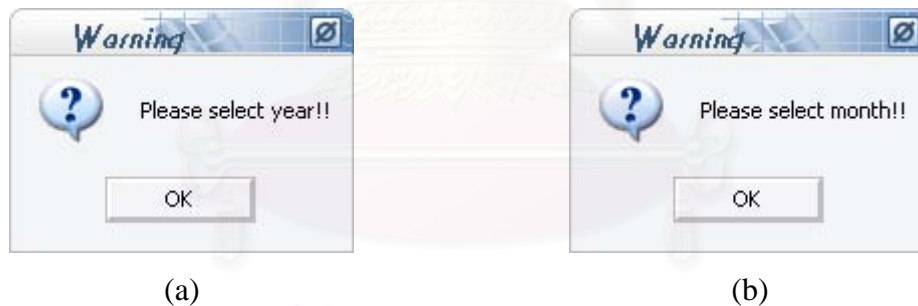 Warning
Please select year!!
OK
(a)
Warning
Please select month!!
OK
(b)